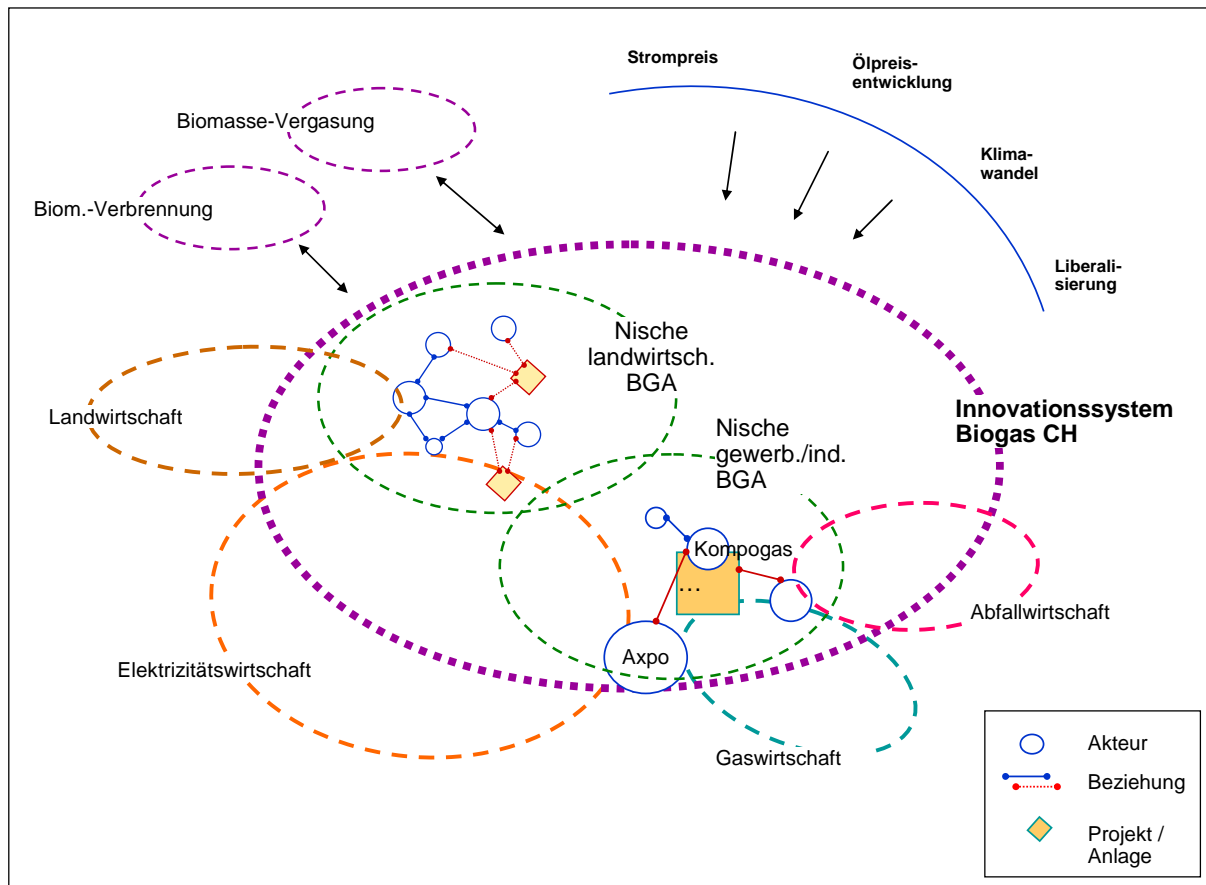 Strompreis
Ölpreis-
entwicklung
Biomasse-Vergasung
Klima-
wandel
Biom.-Verbrennung
Liberali-
sierung
Nische
landwirtsch.
BGA
Landwirtschaft
Innovationssystem
Biogas CH
Nische
gewerb./ind.
BGA
Kompogas
...
Abfallwirtschaft
Axpo
Elektrizitätswirtschaft
Gaswirtschaft
Akteur
Beziehung
Projekt /
Anlage